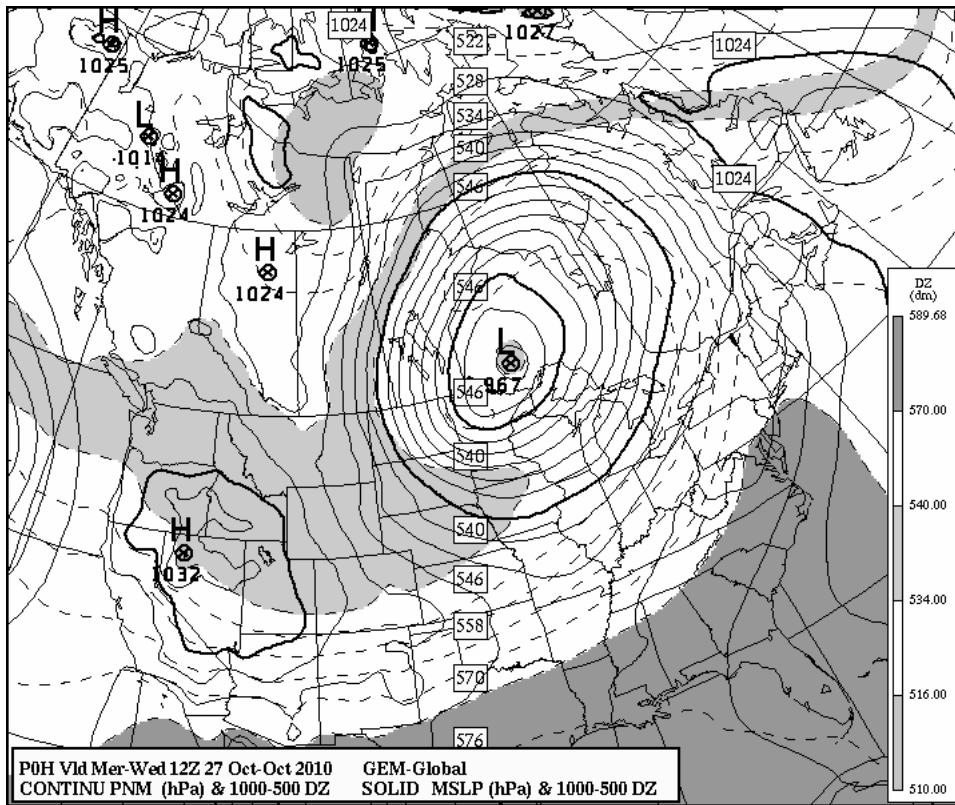 H
1025
1024
1025
522
1027
1024
528
534
540
L
H
1024
546
1024
H
1024
546
L
967
546
540
540
H
1032
546
558
570
576
DZ
(dm)
589.68
570.00
540.00
534.00
516.00
510.00
P0H Vld Mer-Wed 12Z 27 Oct-Oct 2010 GEM-Global
CONTINU PNM (hPa) & 1000-500 DZ SOLID MSLP (hPa) & 1000-500 DZ